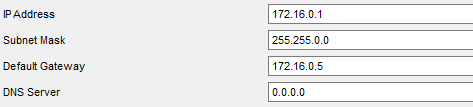 IP Address 172.16.0.1
Subnet Mask 255.255.0.0
Default Gateway 172.16.0.5
DNS Server 0.0.0.0